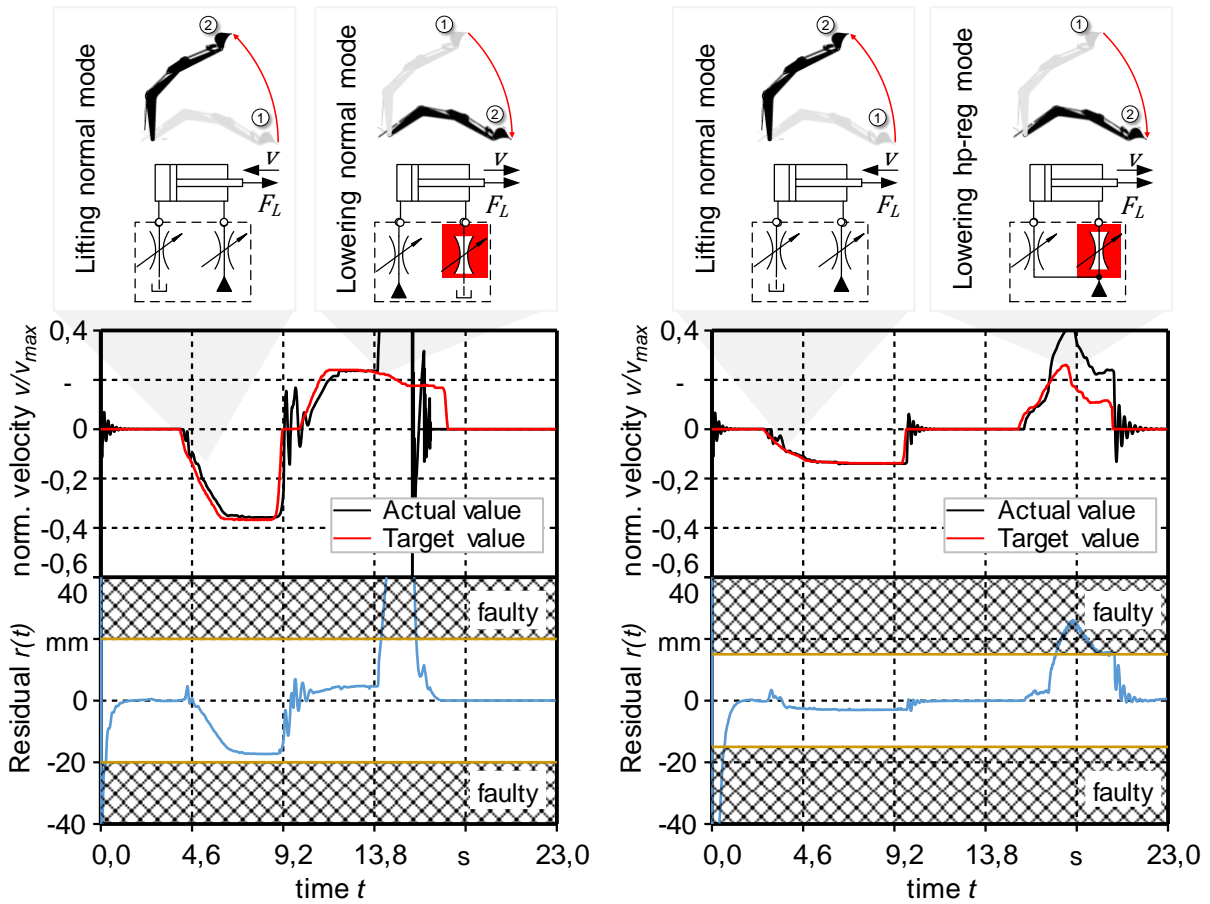 Lifting normal mode
②
①
v
F_L
Lowering normal mode
①
②
v
F_L
norm. velocity v/v_max
0,4
-
0
-0,2
-0,4
-0,6
Actual value
Target value
Residual r(t)
40
mm
0
-20
-40
faulty
faulty
0,0
4,6
9,2
13,8
s
23,0
time t
Lifting normal mode
②
①
v
F_L
Lowering hp-reg mode
①
②
v
F_L
norm. velocity v/v_max
0,4
-
0
-0,2
-0,4
-0,6
Actual value
Target value
Residual r(t)
40
mm
0
-20
-40
faulty
faulty
0,0
4,6
9,2
13,8
s
23,0
time t